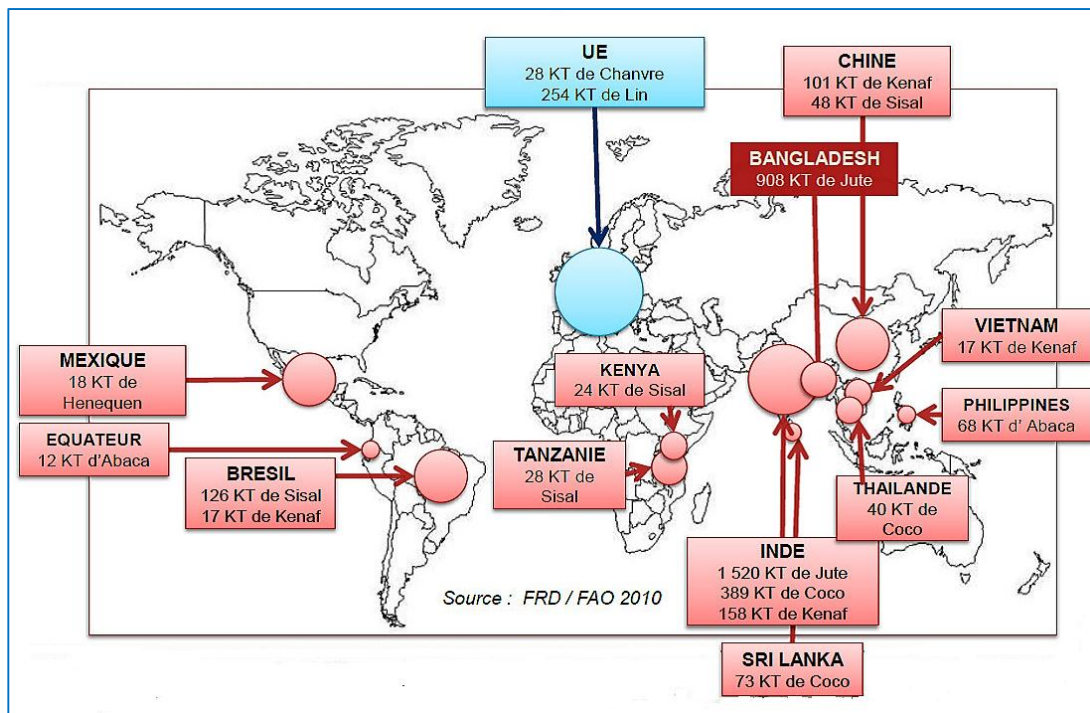 UE
28 KT de Chanvre
254 KT de Lin
CHINE
101 KT de Kenaf
48 KT de Sisal
BANGLADESH
908 KT de Jute
VIETNAM
17 KT de Kenaf
MEXIQUE
18 KT de
Henequen
KENYA
24 KT de Sisal
PHILIPPINES
68 KT d' Abaca
EQUATEUR
12 KT d'Abaca
BRESIL
126 KT de Sisal
17 KT de Kenaf
TANZANIE
28 KT de
Sisal
THAILANDE
40 KT de
Coco
INDE
1 520 KT de Jute
389 KT de Coco
158 KT de Kenaf
Source : FRD / FAO 2010
SRI LANKA
73 KT de Coco